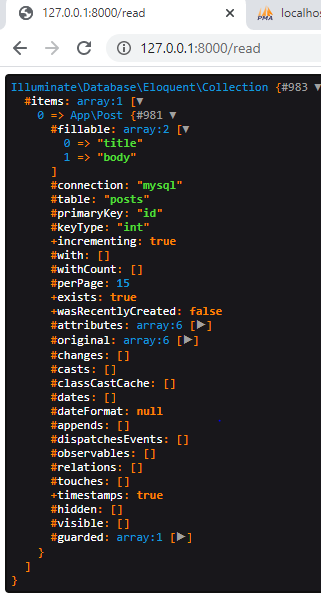 127.0.0.1:8000/read
PMA
localhos
127.0.0.1:8000/read
Illuminate\Database\Eloquent\Collection {#983 ▼
#items: array:1 [▼
0 => App\Post {#981 ▼
#fillable: array:2 [▼
0 => "title"
1 => "body"
]
#connection: "mysql"
#table: "posts"
#primaryKey: "id"
#keyType: "int"
+incrementing: true
#with: []
#withCount: []
#perPage: 15
+exists: true
+wasRecentlyCreated: false
#attributes: array:6 [▶]
#original: array:6 [▶]
#changes: []
#casts: []
#classCastCache: []
#dates: []
#dateFormat: null
#appends: []
#dispatchesEvents: []
#observables: []
#relations: []
#touches: []
+timestamps: true
#hidden: []
#visible: []
#guarded: array:1 [▶]
}
]
}